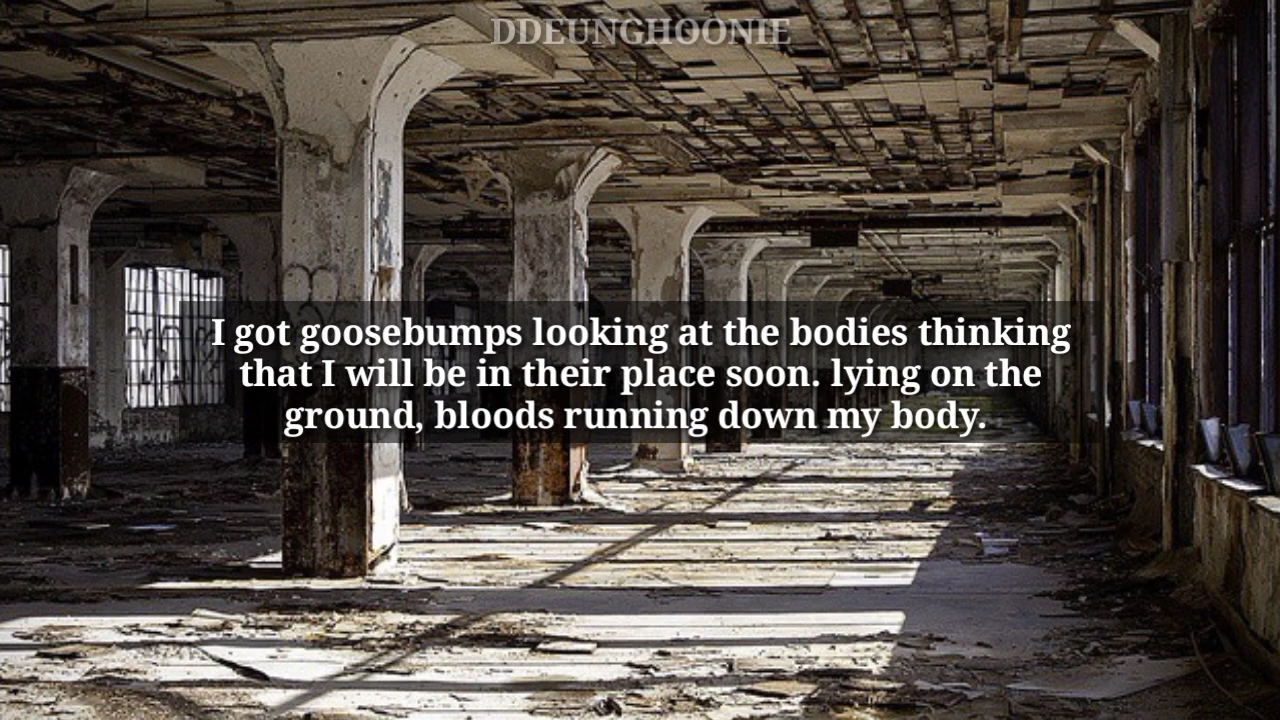 DDEUNGHOONIE
I got goosebumps looking at the bodies thinking
that I will be in their place soon. lying on the
ground, bloods running down my body.